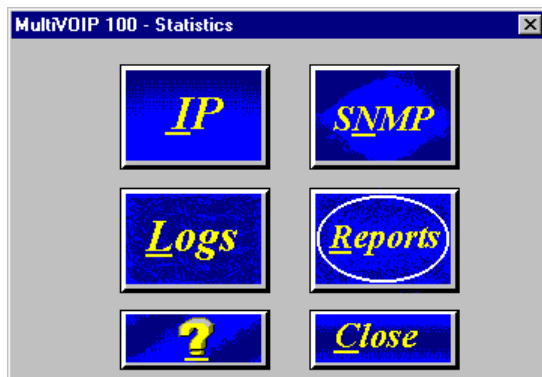 MultiVOIP 100 - Statistics
IP
SNMP
Logs
Reports
?
Close